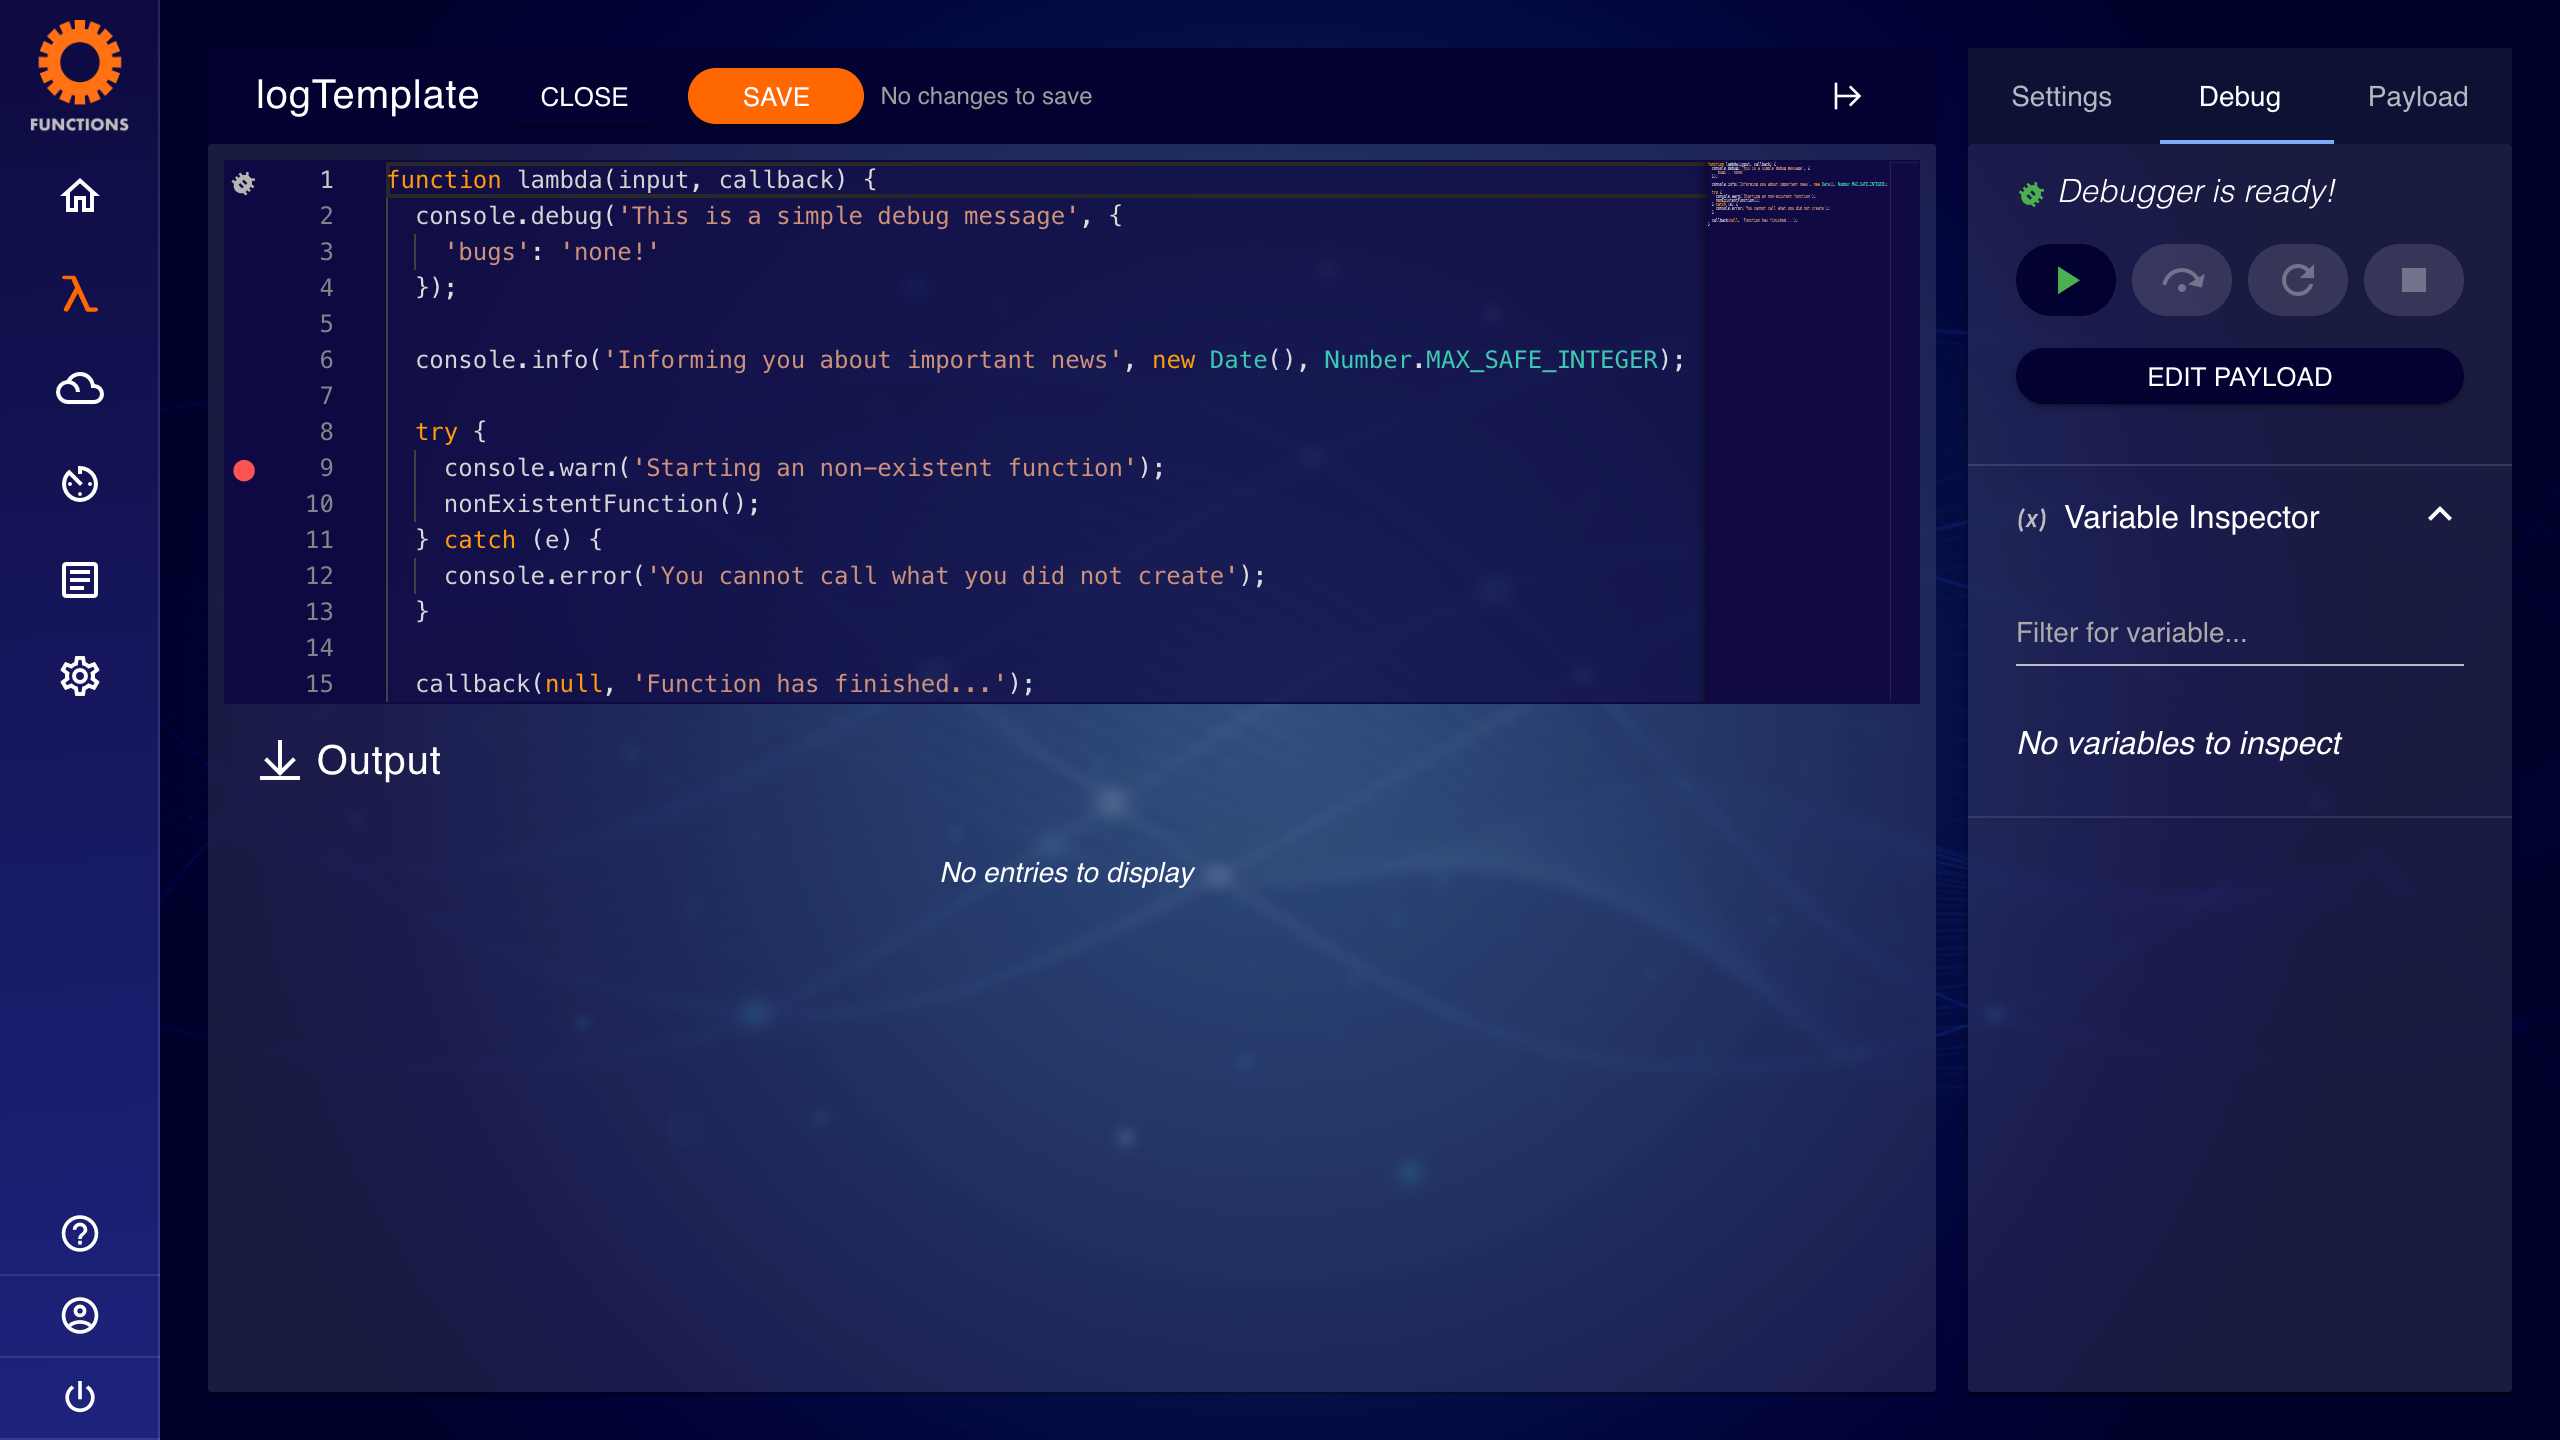 FUNCTIONS
logTemplate CLOSE SAVE No changes to save
1 function lambda(input, callback) {
2 console.debug('This is a simple debug message', {
3 'bugs': 'none!'
4 });
5
6 console.info('Informing you about important news', new Date(), Number.MAX_SAFE_INTEGER);
7
8 try {
9 console.warn('Starting an non-existent function');
10 nonExistentFunction();
11 } catch (e) {
12 console.error('You cannot call what you did not create');
13 }
14
15 callback(null, 'Function has finished...');
Output
No entries to display
Settings Debug Payload
Debugger is ready!
EDIT PAYLOAD
(x) Variable Inspector
Filter for variable...
No variables to inspect